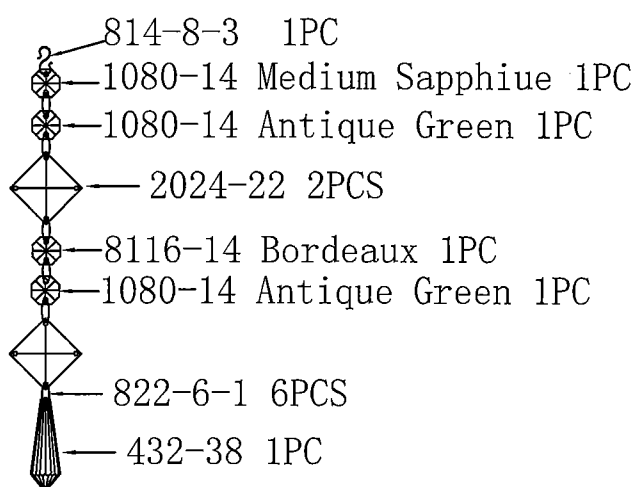 814-8-3 1PC
1080-14 Medium Sapphiue 1PC
1080-14 Antique Green 1PC
2024-22 2PCS
8116-14 Bordeaux 1PC
1080-14 Antique Green 1PC
822-6-1 6PCS
432-38 1PC